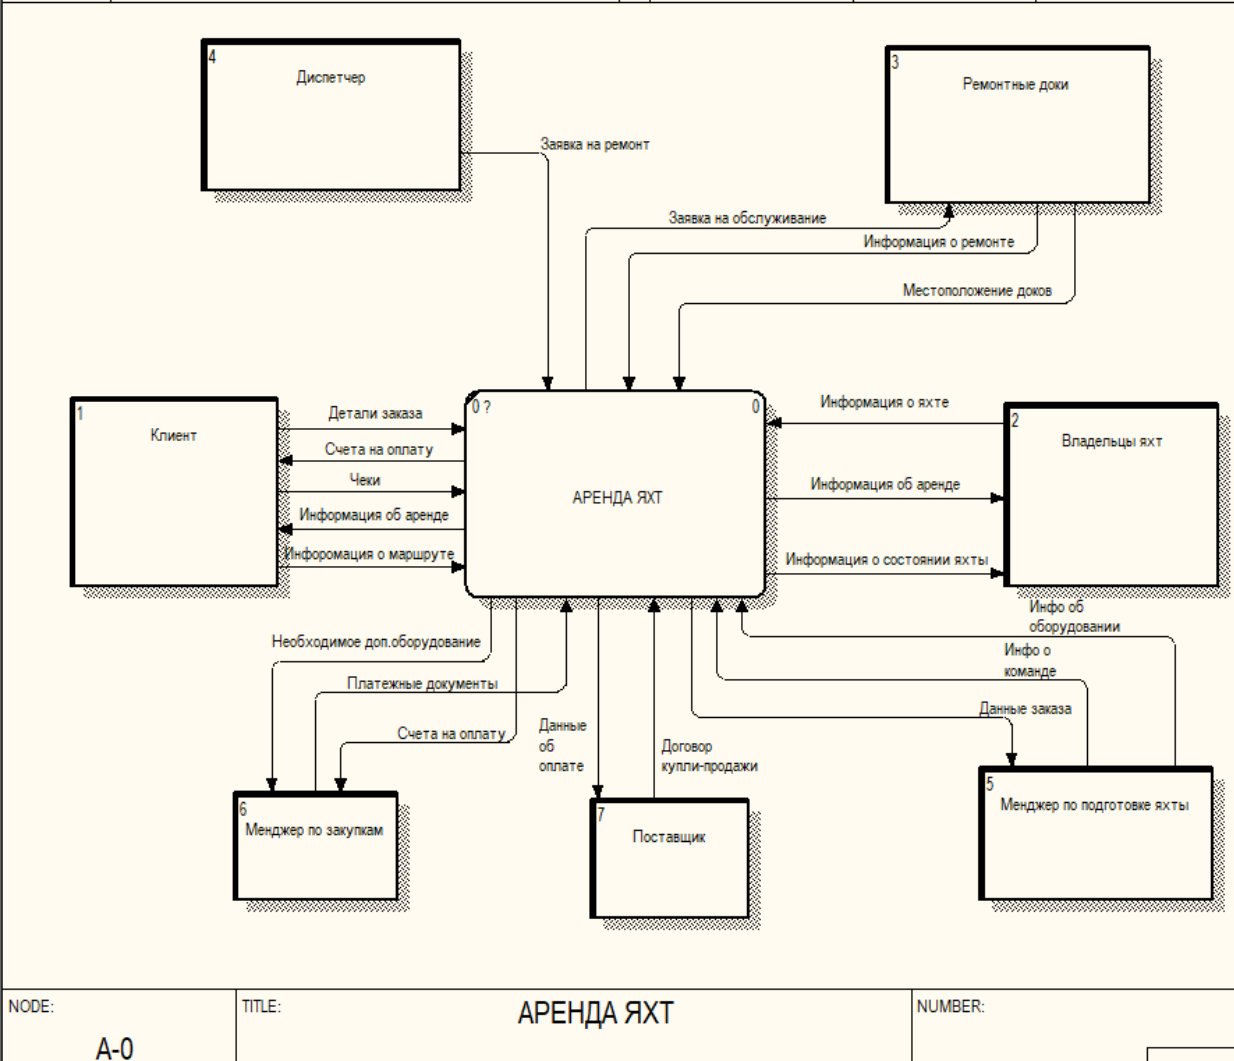 4
Диспетчер
3
Ремонтные доки
Заявка на ремонт
Заявка на обслуживание
Информация о ремонте
Местоположение доков
1
Клиент
Детали заказа
Счета на оплату
Чеки
Информация об аренде
Инфоромация о маршруте
0 ?
0
АРЕНДА ЯХТ
Информация о яхте
Информация об аренде
Информация о состоянии яхты
2
Владельцы яхт
Необходимое доп.оборудование
Платежные документы
Счета на оплату
Данные
об
оплате
Договор
купли-продажи
Инфо об
оборудовании
Инфо о
команде
Данные заказа
6
Менджер по закупкам
7
Поставщик
5
Менджер по подготовке яхты
NODE:
A-0
TITLE:
АРЕНДА ЯХТ
NUMBER: